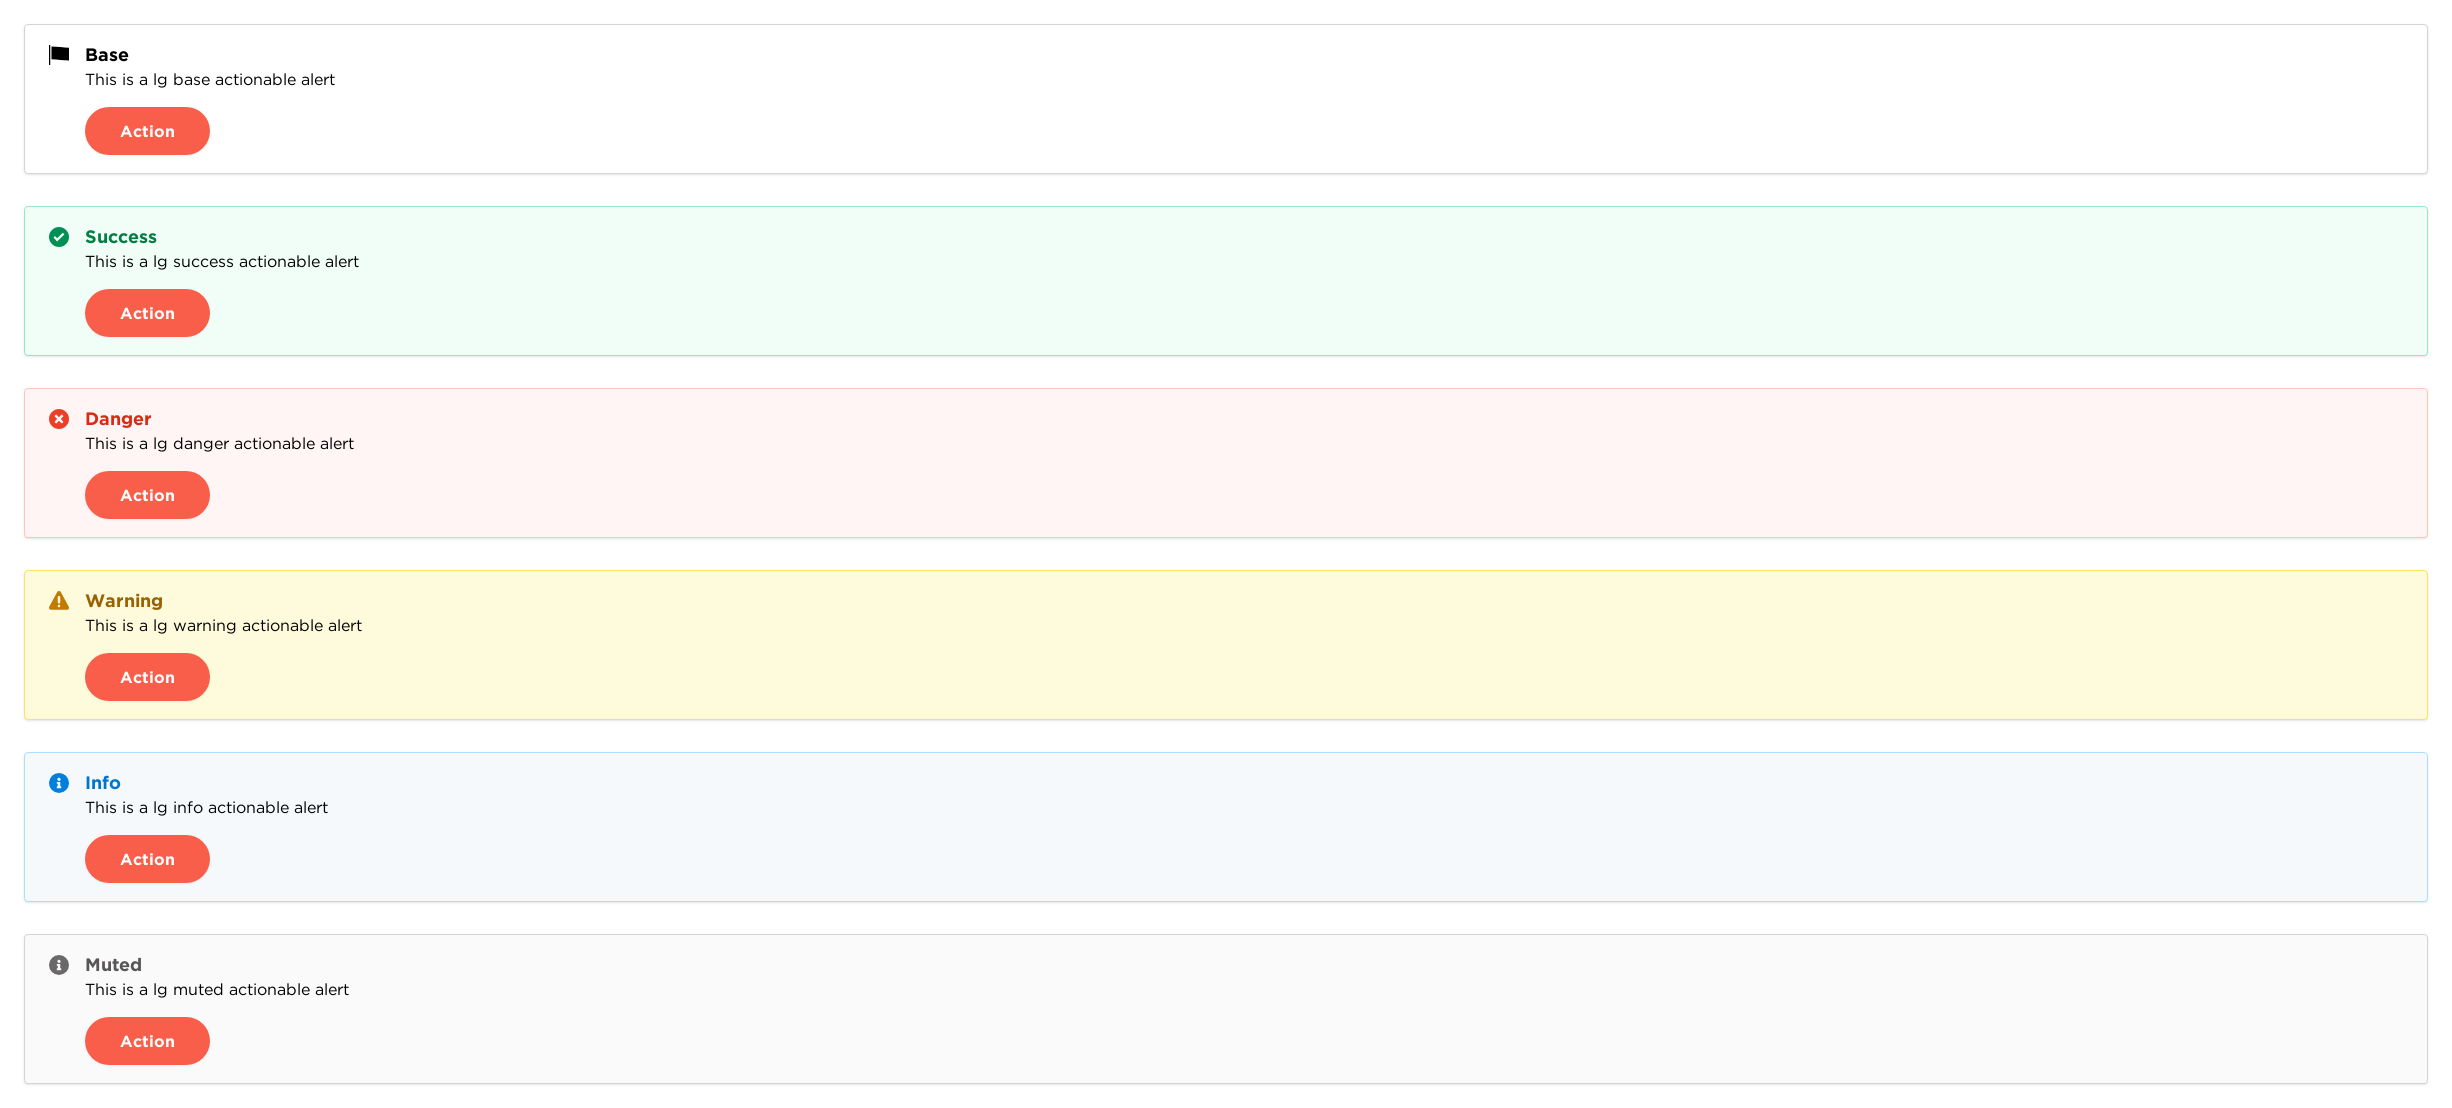 Base
This is a lg base actionable alert
Action
Success
This is a lg success actionable alert
Action
Danger
This is a lg danger actionable alert
Action
Warning
This is a lg warning actionable alert
Action
Info
This is a lg info actionable alert
Action
Muted
This is a lg muted actionable alert
Action